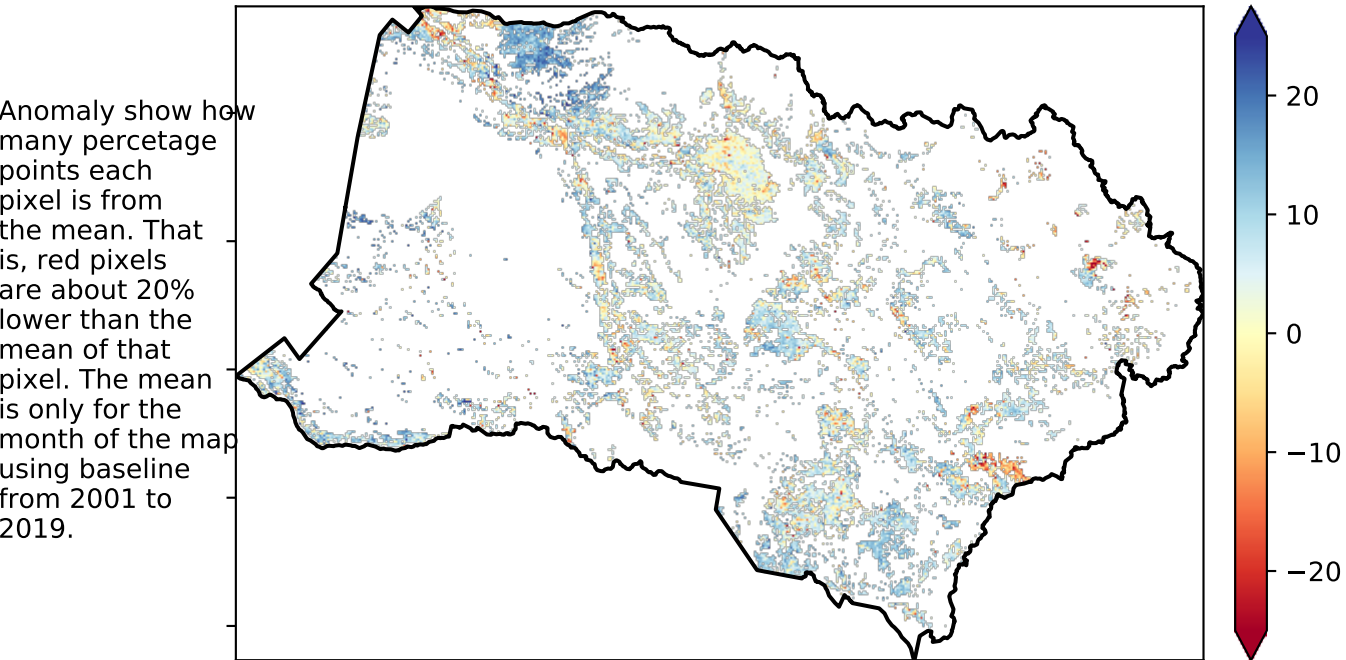 Anomaly show how
many percetage
points each
pixel is from
the mean. That
is, red pixels
are about 20%
lower than the
mean of that
pixel. The mean
is only for the
month of the map
using baseline
from 2001 to
2019.
20
10
0
−10
−20